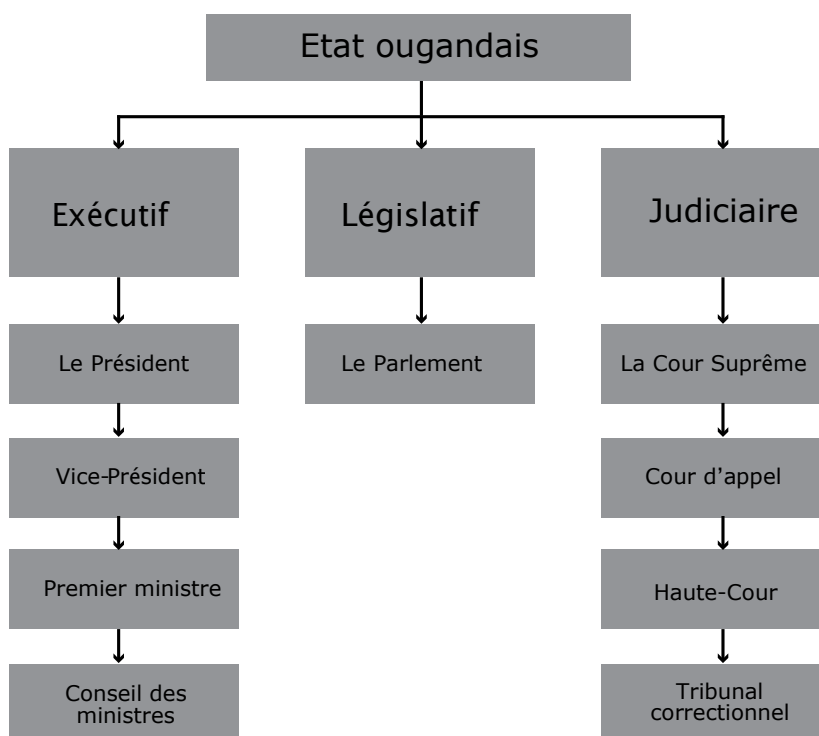 Etat ougandais
Exécutif
Législatif
Judiciaire
Le Président
Le Parlement
La Cour Suprême
Vice-Président
Cour d’appel
Premier ministre
Haute-Cour
Conseil des
ministres
Tribunal
correctionnel